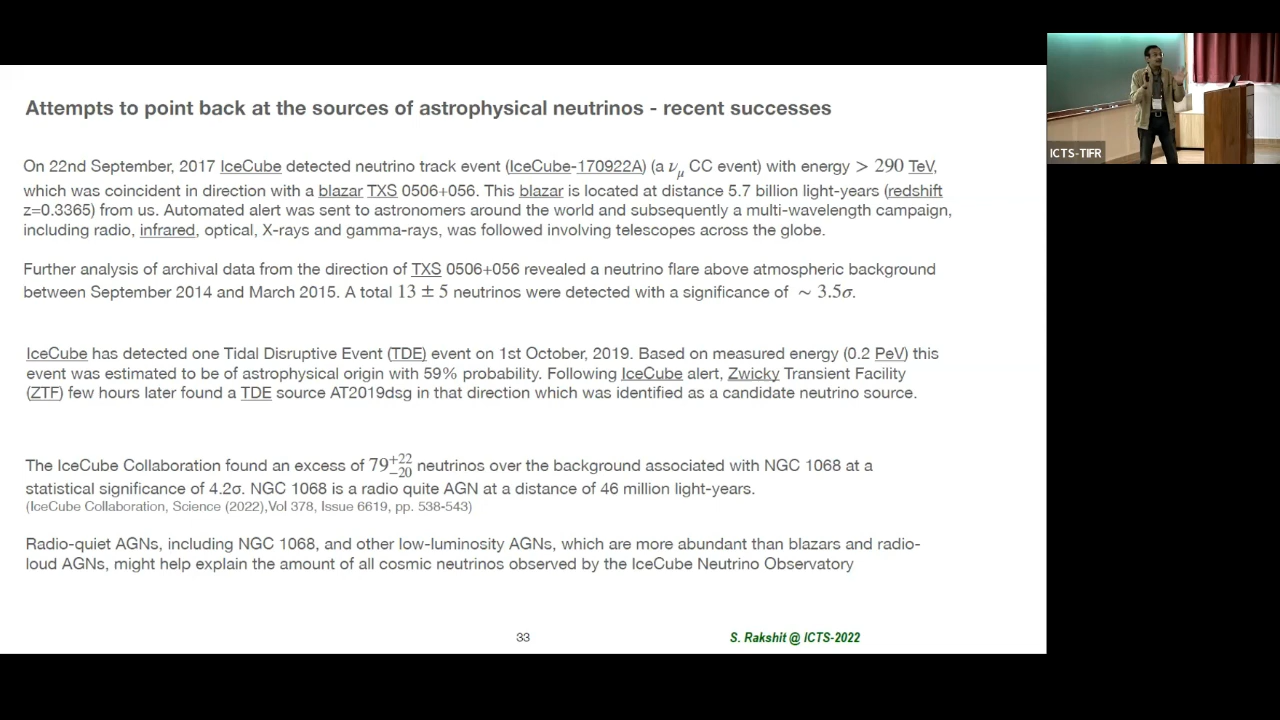 Attempts to point back at the sources of astrophysical neutrinos - recent successes
On 22nd September, 2017 IceCube detected neutrino track event (IceCube-170922A) (a νμ CC event) with energy > 290 TeV,
which was coincident in direction with a blazar TXS 0506+056. This blazar is located at distance 5.7 billion light-years (redshift
z=0.3365) from us. Automated alert was sent to astronomers around the world and subsequently a multi-wavelength campaign,
including radio, infrared, optical, X-rays and gamma-rays, was followed involving telescopes across the globe.
Further analysis of archival data from the direction of TXS 0506+056 revealed a neutrino flare above atmospheric background
between September 2014 and March 2015. A total 13 ± 5 neutrinos were detected with a significance of ~ 3.5σ.
IceCube has detected one Tidal Disruptive Event (TDE) event on 1st October, 2019. Based on measured energy (0.2 PeV) this
event was estimated to be of astrophysical origin with 59% probability. Following IceCube alert, Zwicky Transient Facility
(ZTF) few hours later found a TDE source AT2019dsg in that direction which was identified as a candidate neutrino source.
The IceCube Collaboration found an excess of 79+22−20 neutrinos over the background associated with NGC 1068 at a
statistical significance of 4.2σ. NGC 1068 is a radio quite AGN at a distance of 46 million light-years.
(IceCube Collaboration, Science (2022),Vol 378, Issue 6619, pp. 538-543)
Radio-quiet AGNs, including NGC 1068, and other low-luminosity AGNs, which are more abundant than blazars and radio-
loud AGNs, might help explain the amount of all cosmic neutrinos observed by the IceCube Neutrino Observatory
33
S. Rakshit @ ICTS-2022
ICTS-TIFR